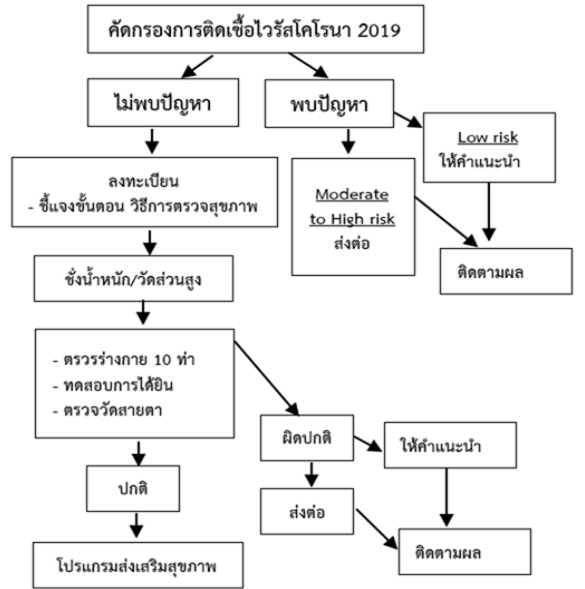 คัดกรองการติดเชื้อไวรัสโคโรนา 2019
ไม่พบปัญหา
พบปัญหา
Low risk
ให้คำแนะนำ
ลงทะเบียน
- ชี้แจงขั้นตอน วิธีการตรวจสุขภาพ
Moderate
to High risk
ส่งต่อ
ติดตามผล
ชั่งน้ำหนัก/วัดส่วนสูง
- ตรวรร่างกาย 10 ท่า
- ทดสอบการได้ยิน
- ตรวจวัดสายตา
ผิดปกติ
ให้คำแนะนำ
ปกติ
ส่งต่อ
ติดตามผล
โปรแกรมส่งเสริมสุขภาพ